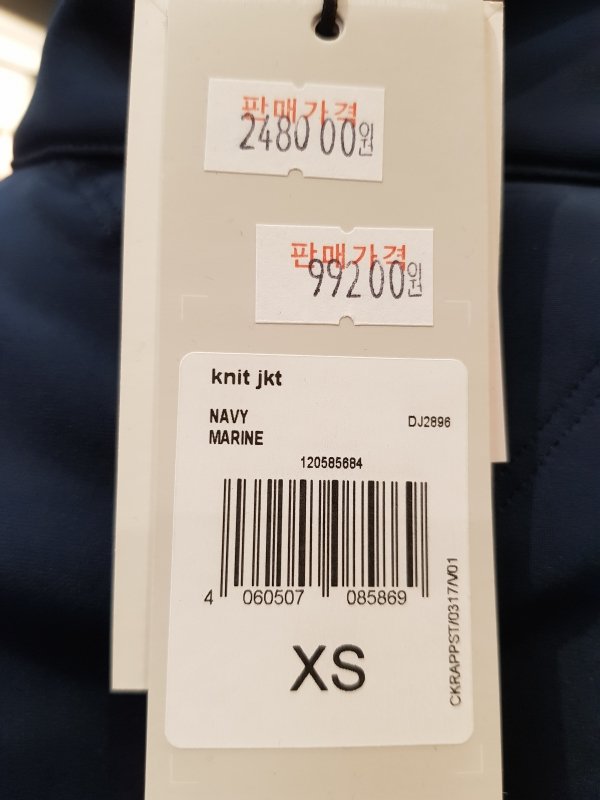 판매가격
248000원
판매가격
99200원
knit jkt
NAVY
MARINE
DJ2896
120585684
4 060507 085869
XS
CKRAPPST/0317/V01